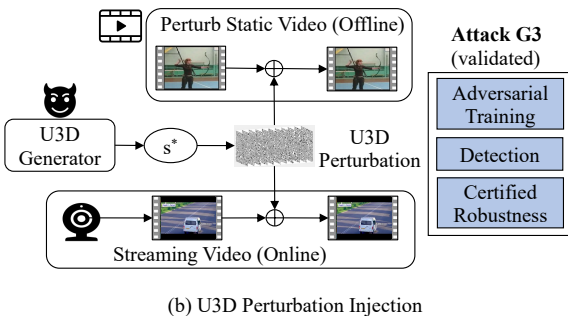 Perturb Static Video (Offline)
Attack G3
(validated)
Adversarial
Training
Detection
Certified
Robustness
U3D
Generator
s*
U3D
Perturbation
Streaming Video (Online)
(b) U3D Perturbation Injection